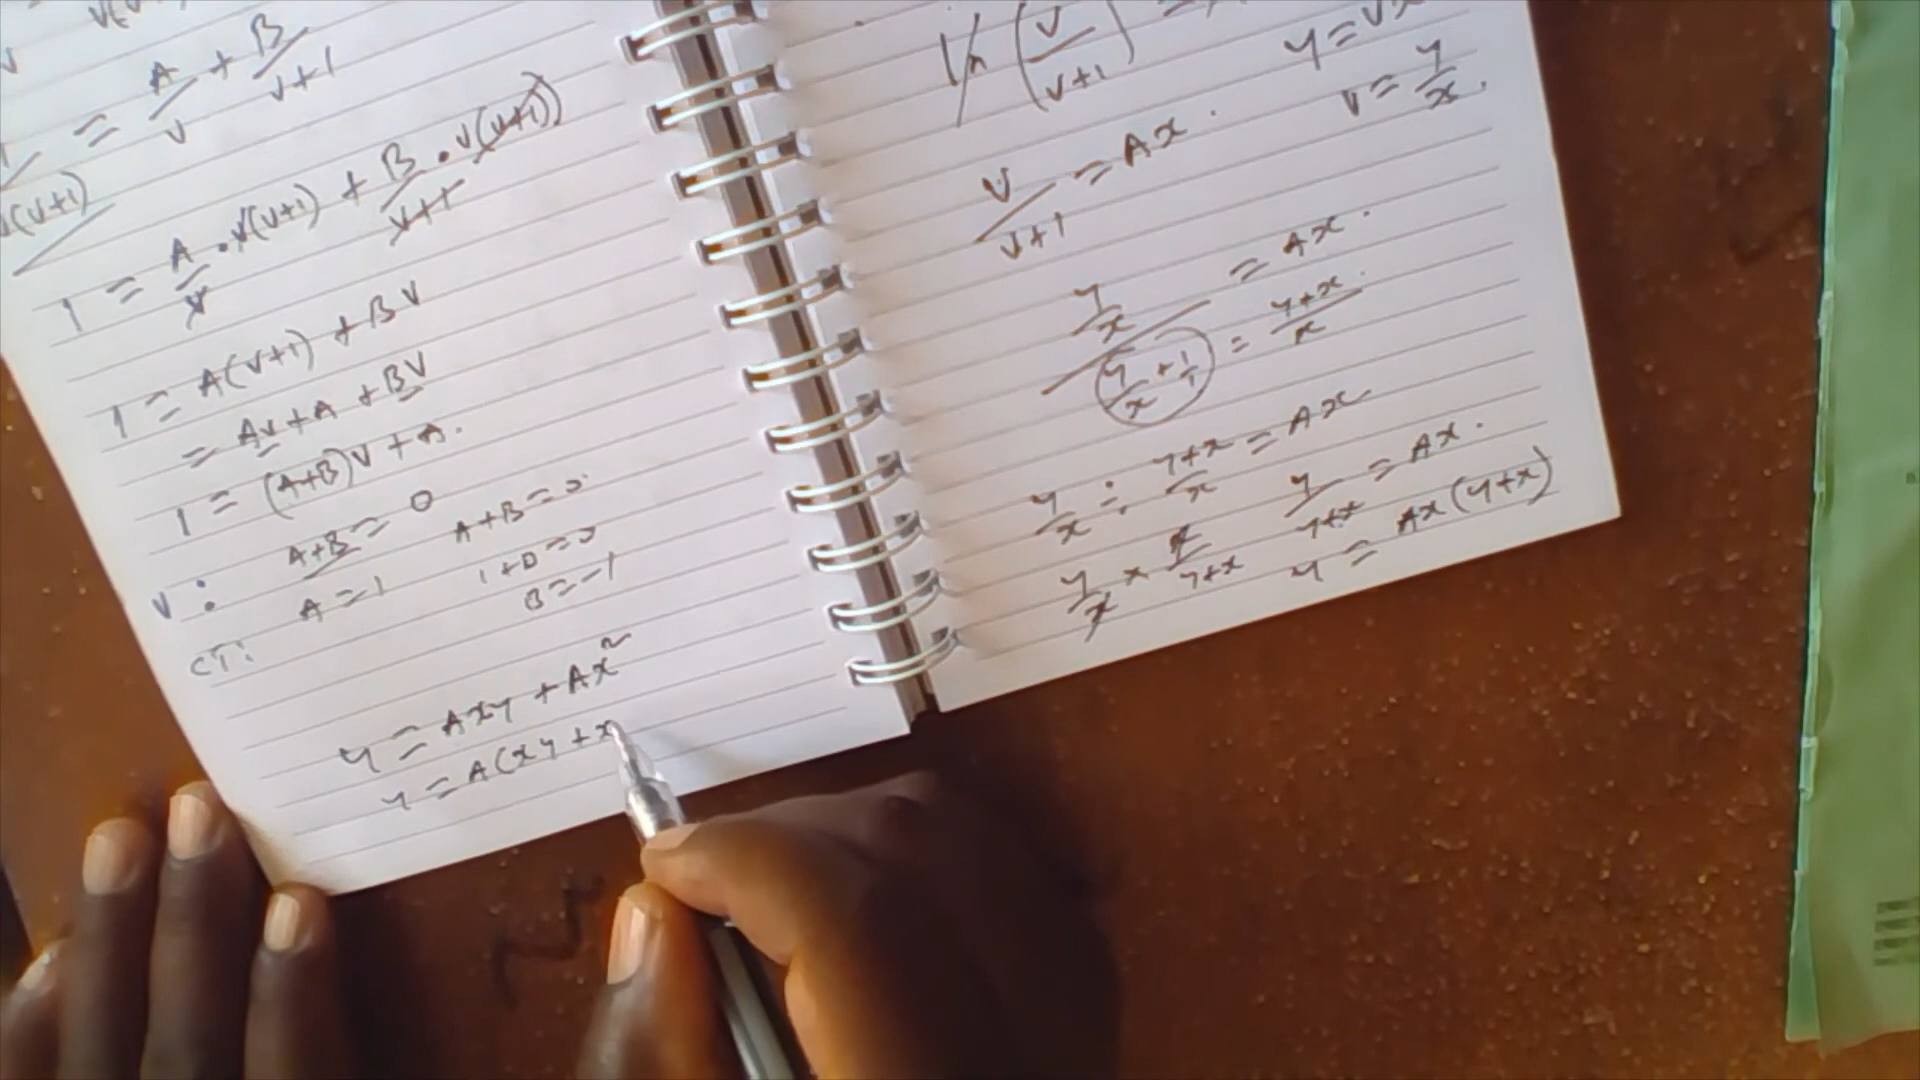 = A/v + B/v+1
v(v+1)
1 = A/v · v(v+1) + B/v+1 · v(v+1)
1 = A(v+1) + Bv
= Av + A + Bv
1 = (A+B)v + A.
v: A+B = 0 A+B = 0
CT: A = 1 1+B = 0
B = -1
y = Axy + Ax²
y = A(xy + x
ln (v/v+1) =
y = vx
v = y/x.
v/v+1 = Ax.
y/x / (y/x + 1/1) = Ax.
= y+x/x.
y/x ÷ y+x/x = Ax
y/x × x/y+x y/y+x = Ax.
y = Ax(y+x)